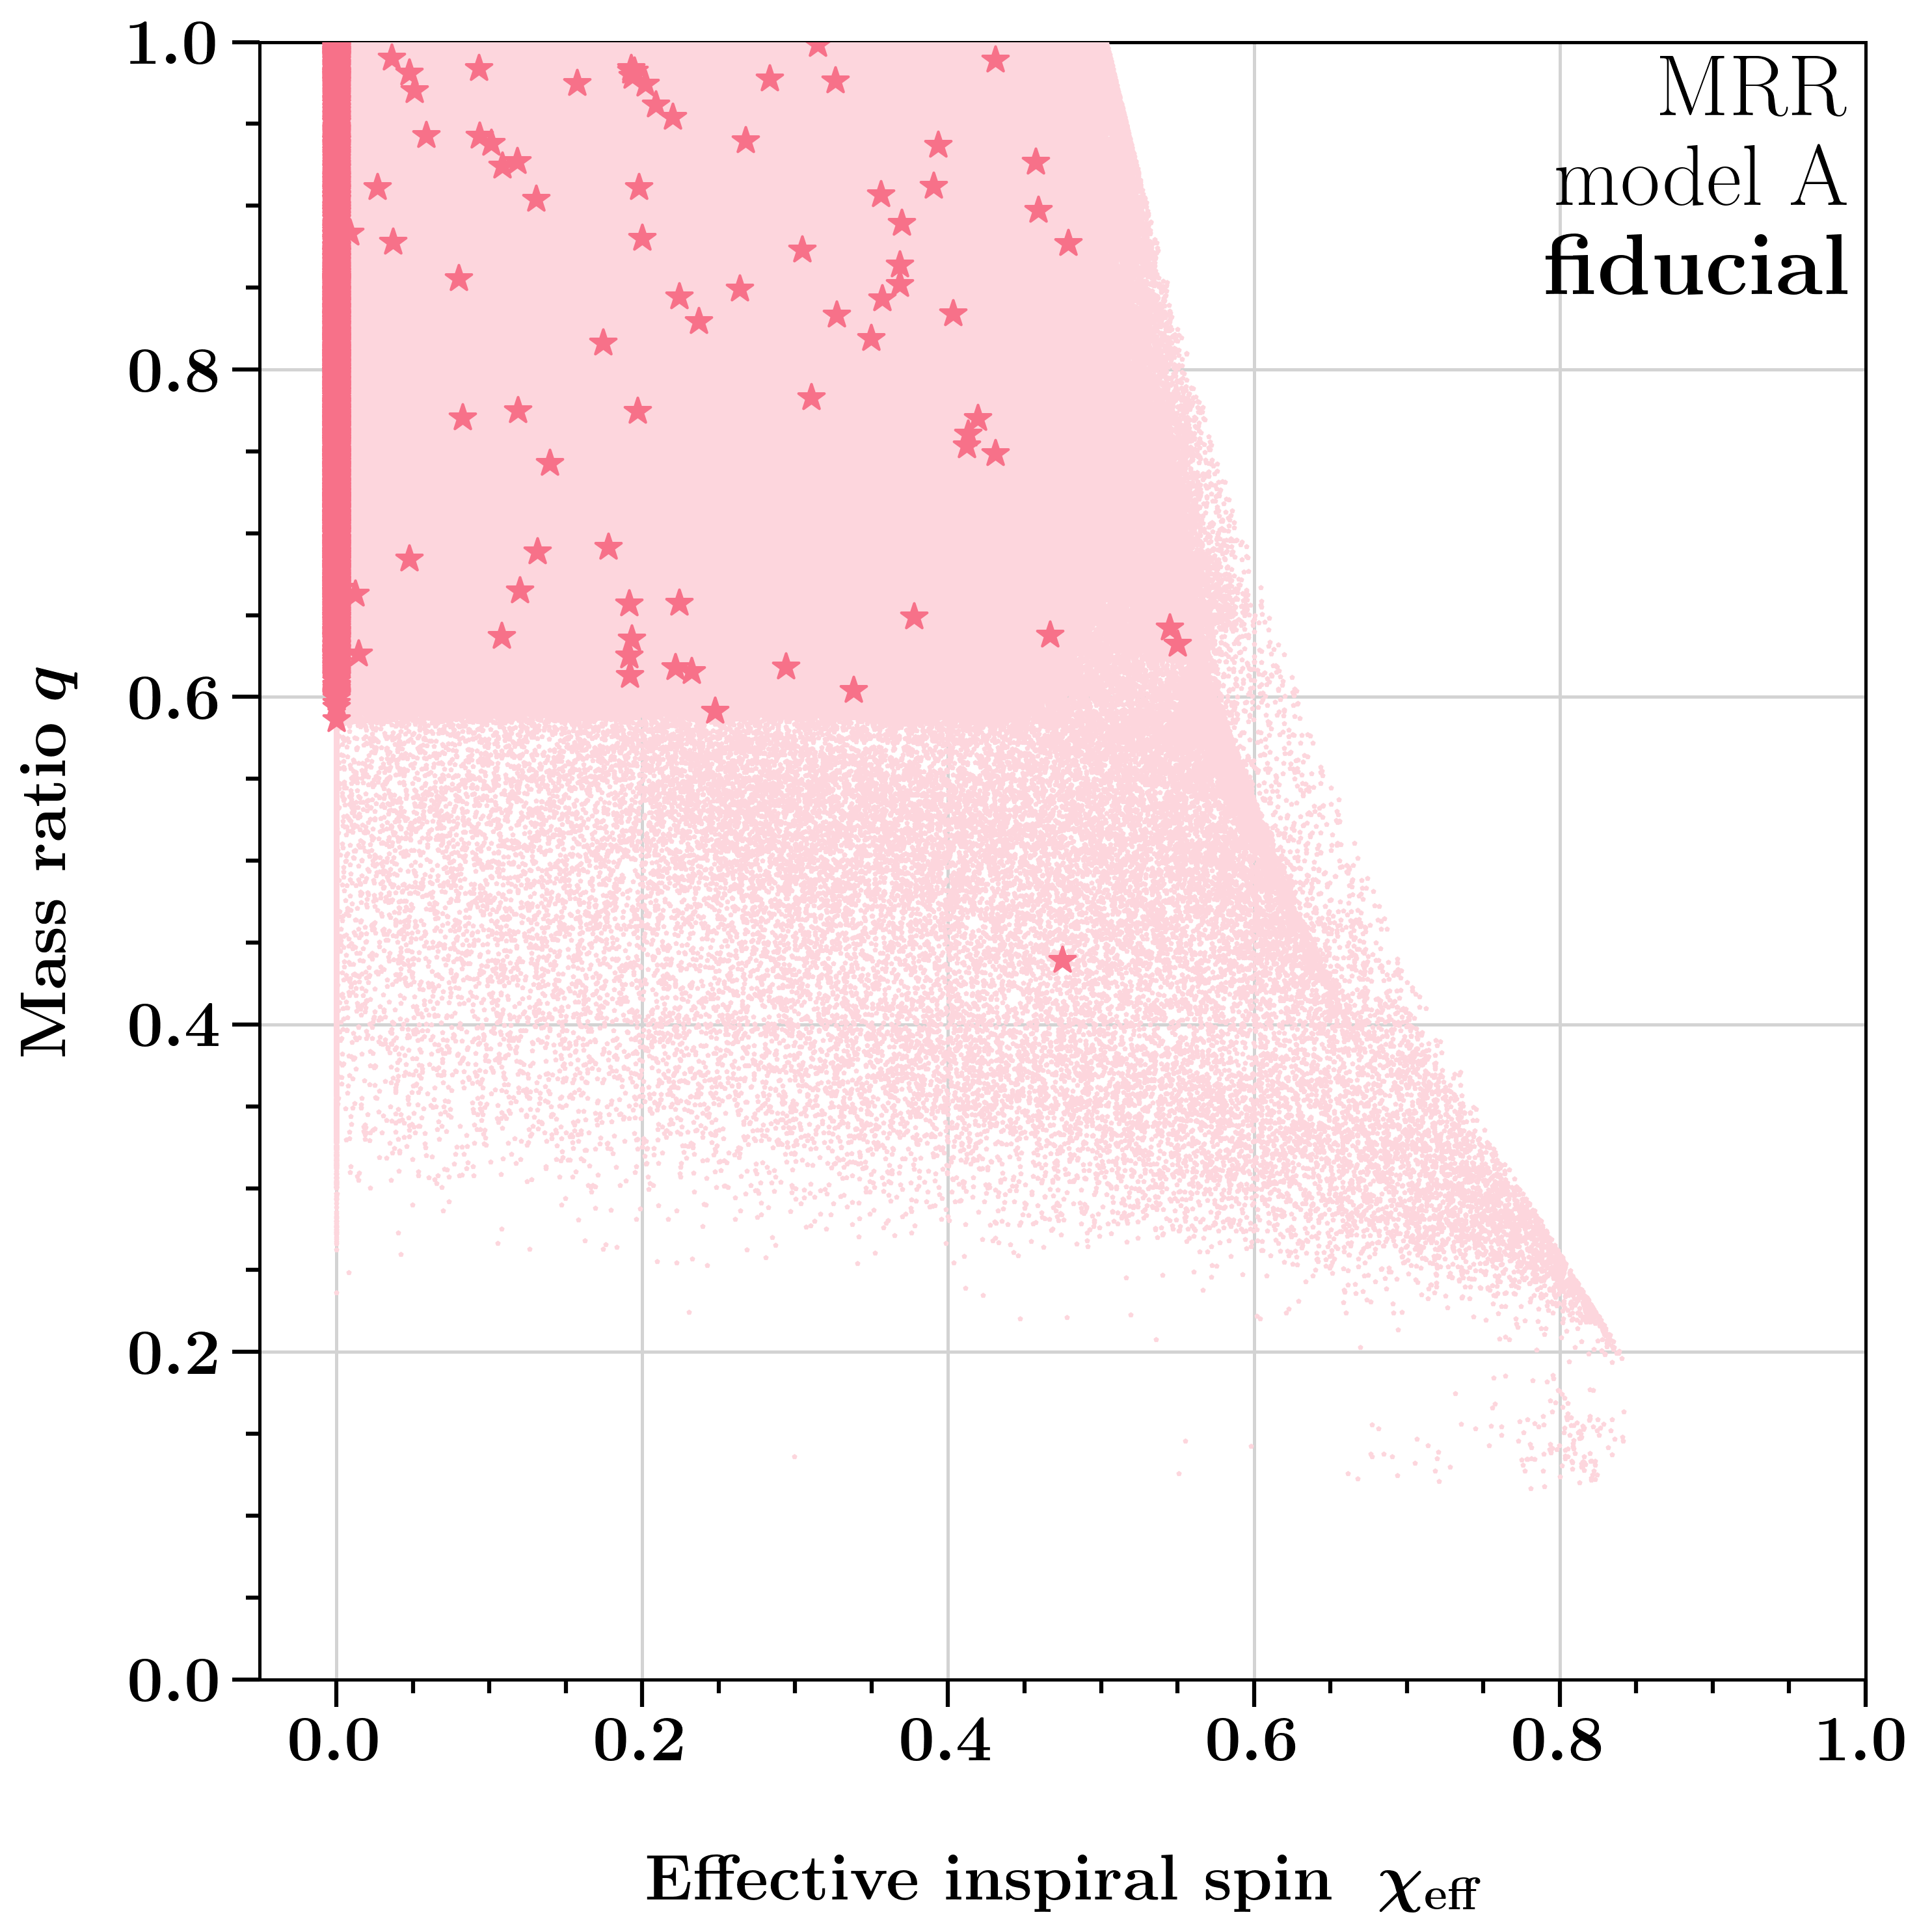 MRR
model A
fiducial
Mass ratio q
1.0
0.8
0.6
0.4
0.2
0.0
0.0 0.2 0.4 0.6 0.8 1.0
Effective inspiral spin χeff